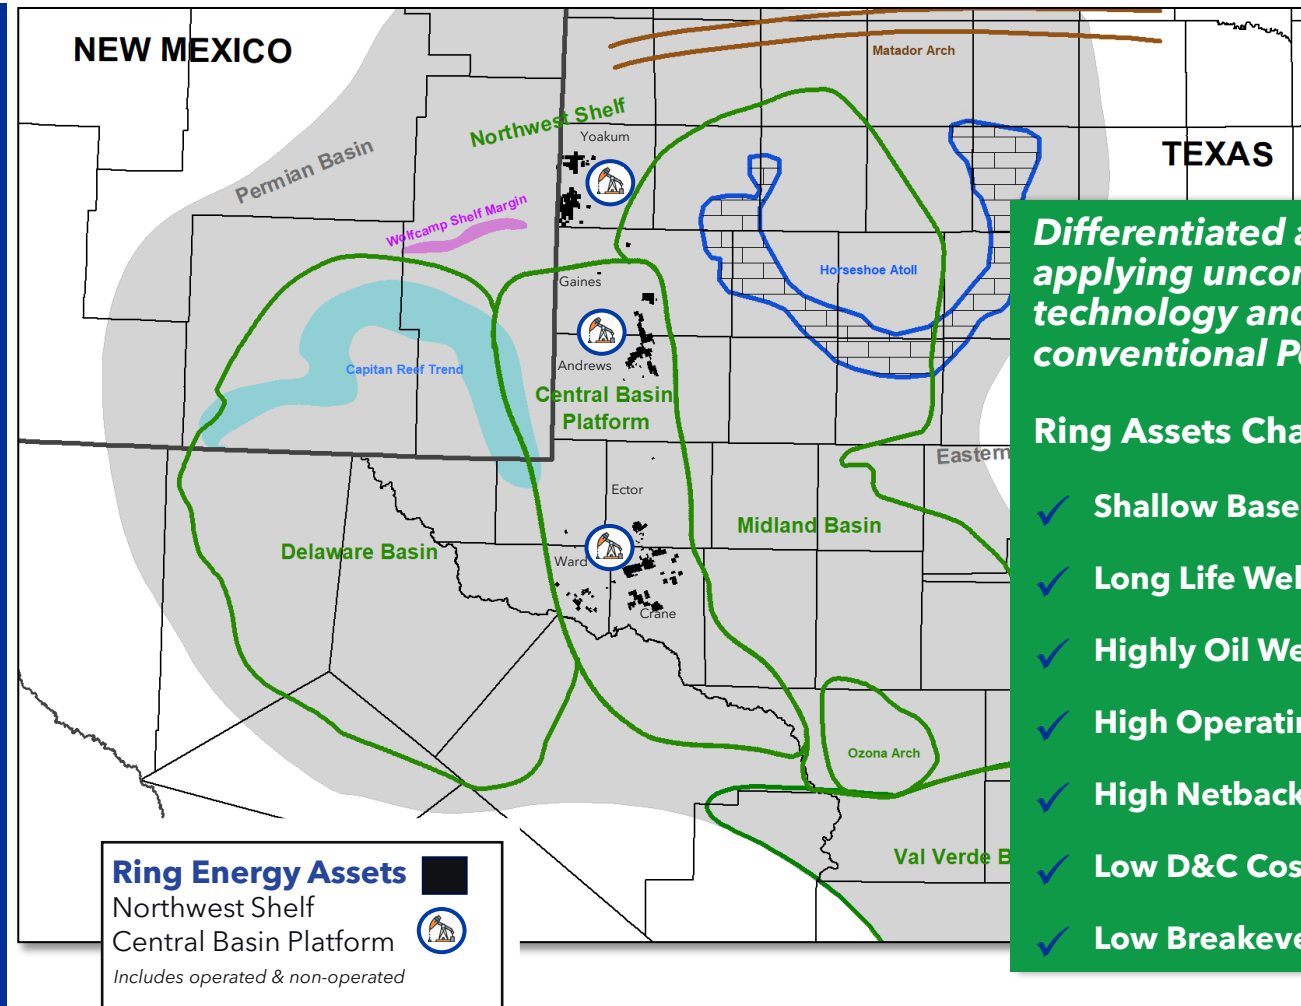 NEW MEXICO
Matador Arch
Northwest Shelf
Yoakum
TEXAS
Permian Basin
Wolfcamp Shelf Margin
Horseshoe Atoll
Gaines
Capitan Reef Trend
Andrews
Central Basin
Platform
Eastern
Ector
Midland Basin
Delaware Basin
Ward
Crane
Ozona Arch
Val Verde B
Differentiated a
applying uncon
technology and
conventional Pe
Ring Assets Cha
Shallow Base
Long Life Wel
Highly Oil We
High Operatin
High Netback
Low D&C Cos
Low Breakeve
Ring Energy Assets
Northwest Shelf
Central Basin Platform
Includes operated & non-operated